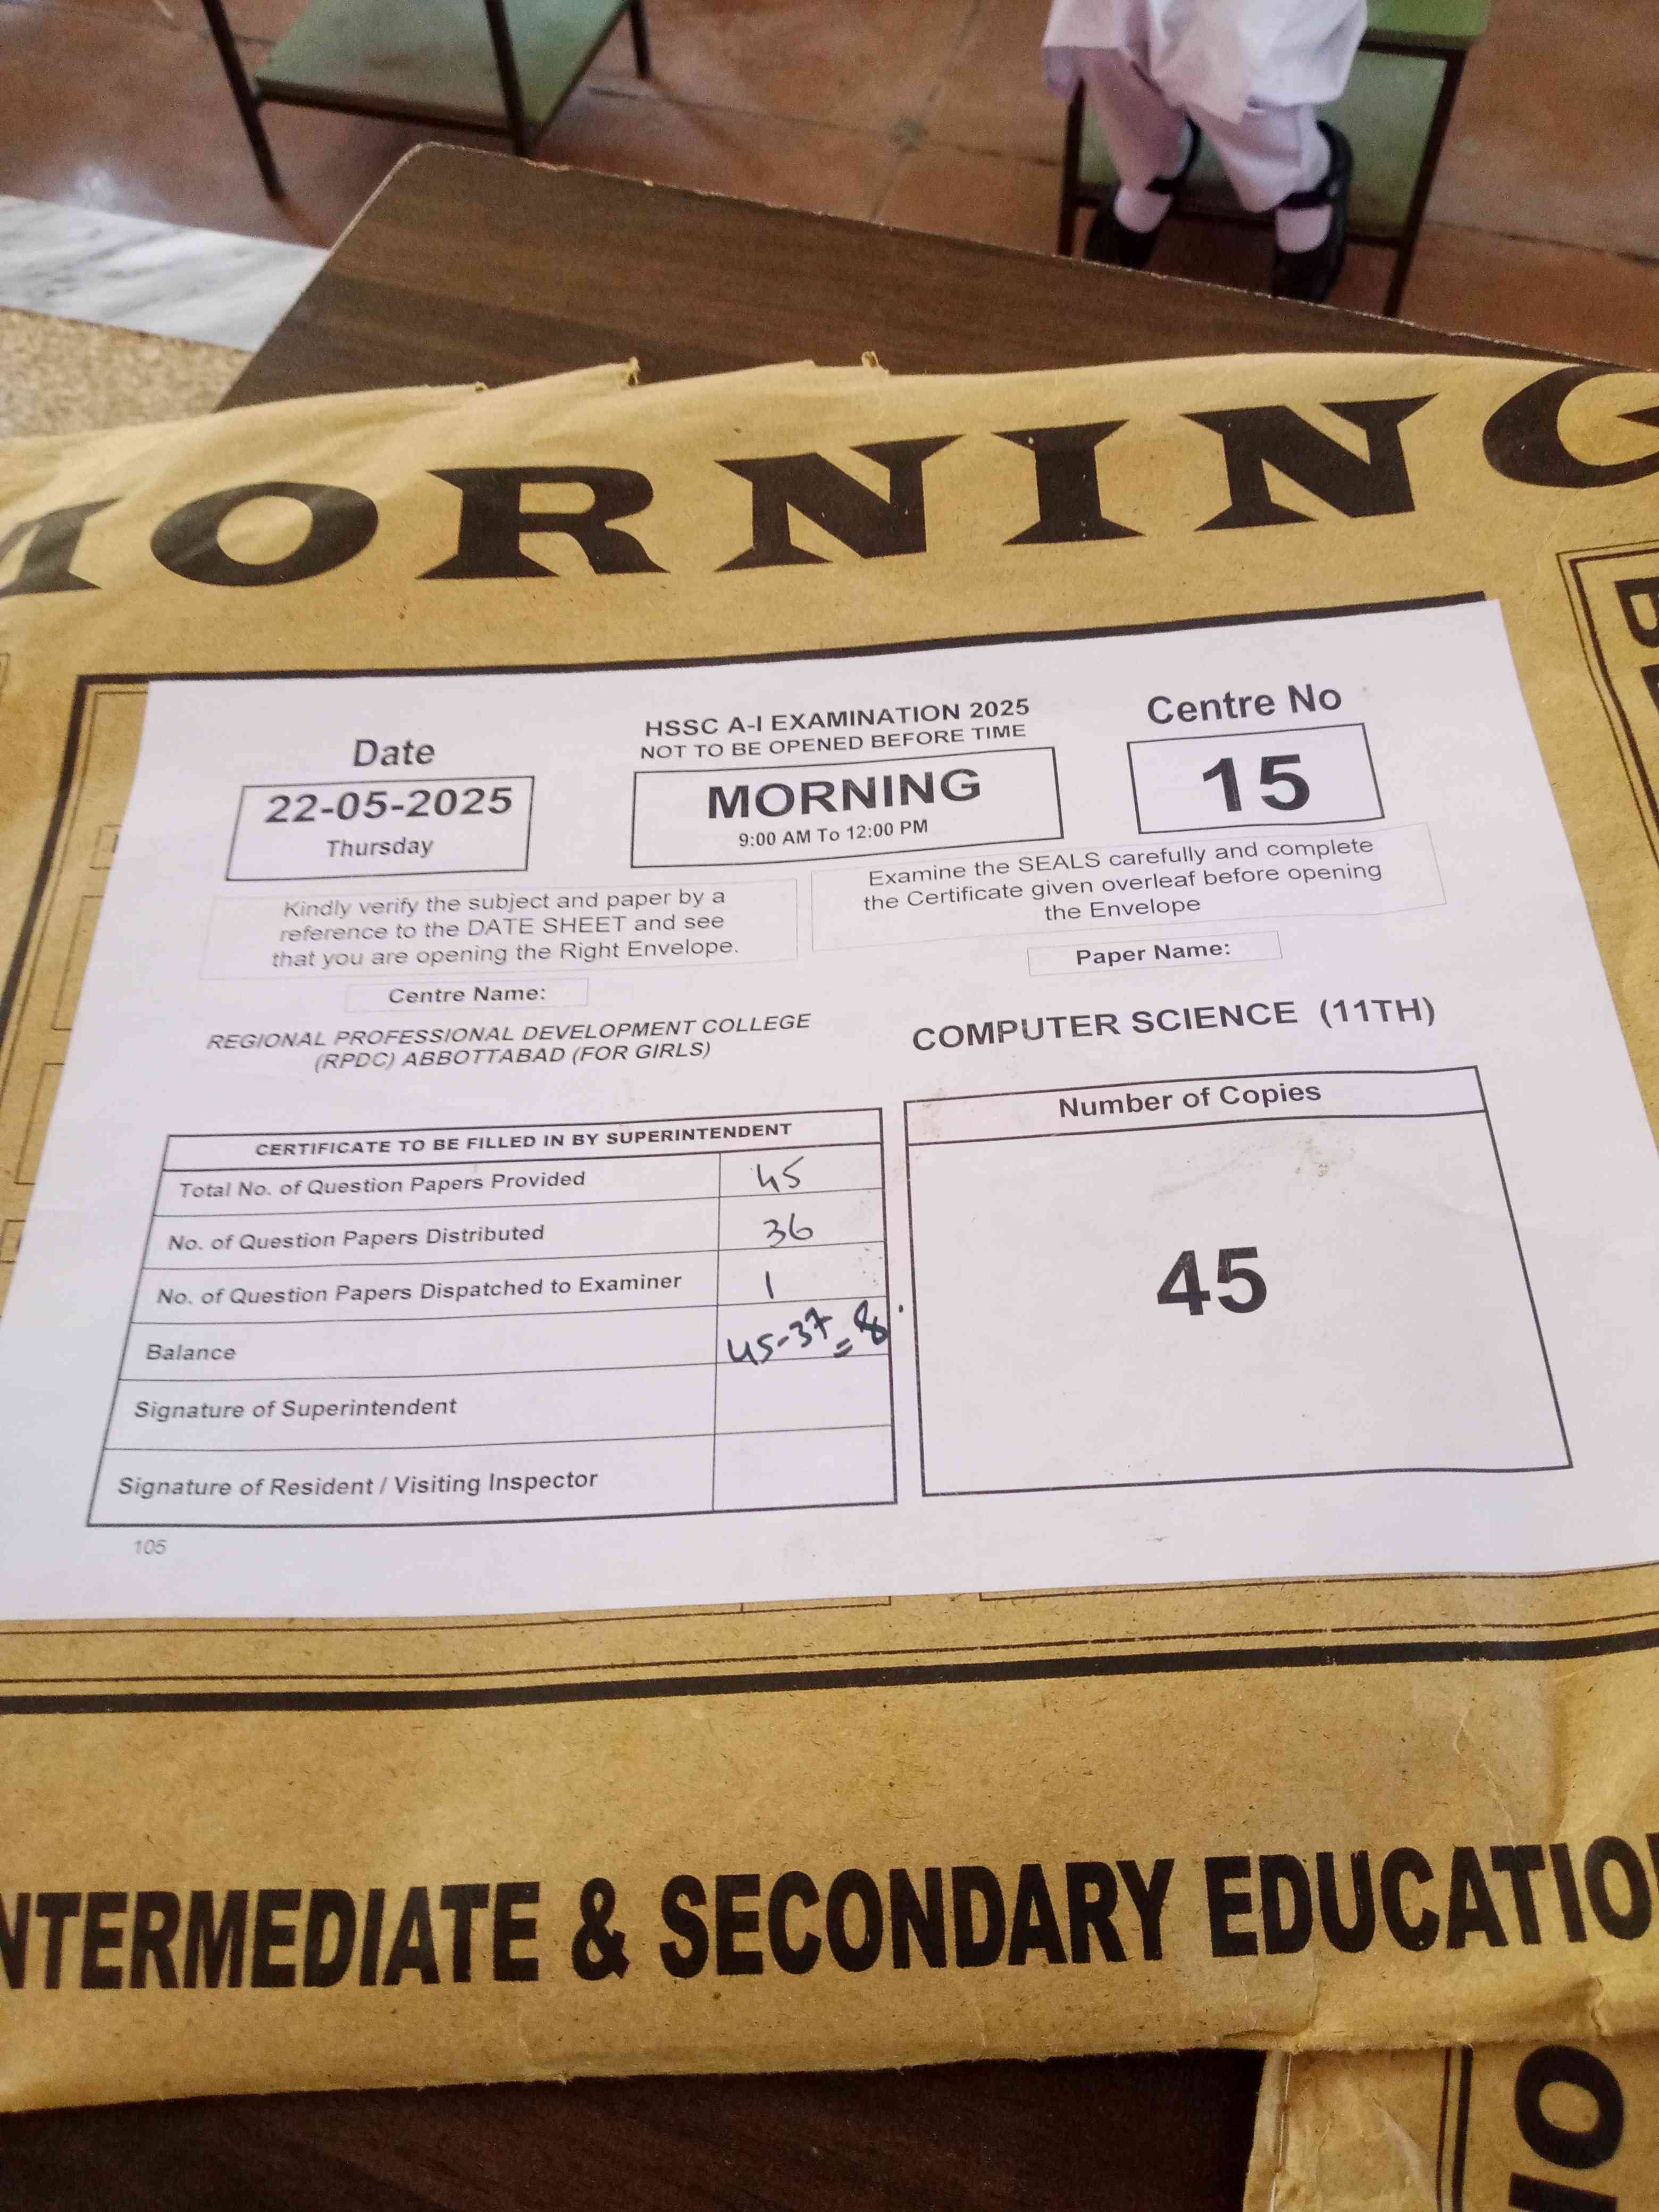 MORNING
Date
22-05-2025
Thursday
HSSC A-I EXAMINATION 2025
NOT TO BE OPENED BEFORE TIME
MORNING
9:00 AM To 12:00 PM
Centre No
15
Kindly verify the subject and paper by a
reference to the DATE SHEET and see
that you are opening the Right Envelope.
Examine the SEALS carefully and complete
the Certificate given overleaf before opening
the Envelope
Centre Name:
REGIONAL PROFESSIONAL DEVELOPMENT COLLEGE
(RPDC) ABBOTTABAD (FOR GIRLS)
Paper Name:
COMPUTER SCIENCE (11TH)
CERTIFICATE TO BE FILLED IN BY SUPERINTENDENT
Total No. of Question Papers Provided 45
No. of Question Papers Distributed 36
No. of Question Papers Dispatched to Examiner 1
Balance 45-37=8.
Signature of Superintendent
Signature of Resident / Visiting Inspector
Number of Copies
45
105
NTERMEDIATE & SECONDARY EDUCATIO